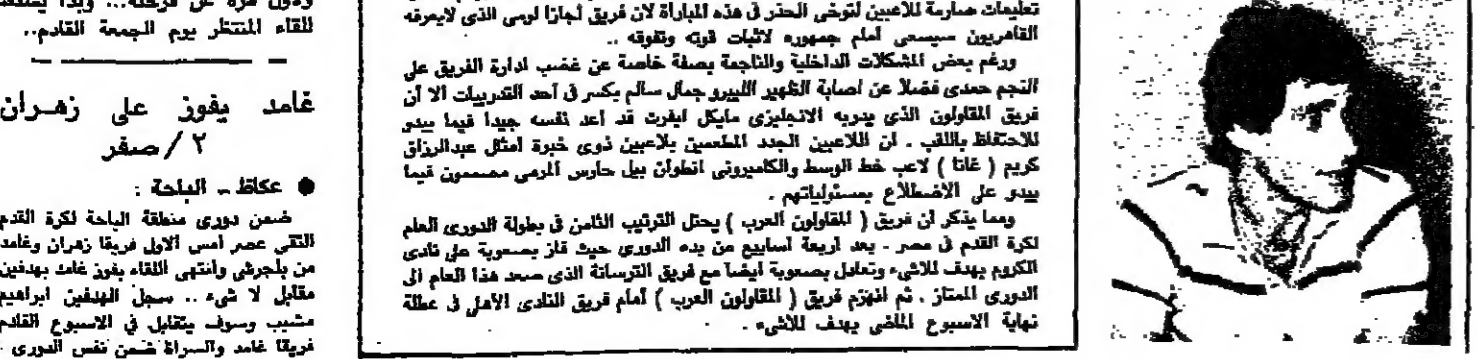 تعليمات صارمة للاعبين لتوخى الحذر فى هذه المباراة لان فريق لجازا لومى الذى لايعرفه
القاهريون سيسعى أمام جمهوره لاثبات قوته وتفوقه ..
ورغم بعض المشكلات الداخلية والناجمة بصفة خاصة عن غضب ادارة الفريق على
النجم حمدى فضلا عن اصابة الظهير الليبرو جمال سالم بكسر فى أحد التدريبات الا أن
فريق المقاولون الذى يدربه الانجليزى مايكل ايفرت قد أعد نفسه جيدا فيما يبدو
للاحتفاظ باللقب . ان اللاعبين الجدد المطعمين بلاعبين ذوى خبرة امثال عبدالرزاق
كريم ( غانا ) لاعب خط الوسط والكاميرونى انطوان بيل حارس المرمى مصممون فيما
يبدو على الاضطلاع بمسئولياتهم .
ومما يذكر ان فريق ( المقاولون العرب ) يحتل الترتيب الثامن فى بطولة الدورى العام
لكرة القدم فى مصر . بعد اربعة اسابيع من بدء الدورى حيث فاز بصعوبة على نادى
الكروم بهدف للاشىء وتعادل بصعوبة ايضا مع فريق الترسانة الذى صعد هذا العام الى
الدورى الممتاز . ثم انهزم فريق ( المقاولون العرب ) أمام فريق النادى الأهلى فى عطلة
نهاية الاسبوع الماضى بهدف للاشىء .
للقاء المنتظر يوم الجمعة القادم..
غامد يفوز على زهران
٢ / صفر
● عكاظ ــ الباحة :
ضمن دورى منطقة الباحة لكرة القدم
التقى عصر أمس الاول فريقا زهران وغامد
من بلجرشى وانتهى اللقاء بفوز غامد بهدفين
مقابل لا شىء .. سجل الهدفين ابراهيم
مشبب وسوف يتقابل في الاسبوع القادم
فريقا غامد والسراة ضمن نفس الدورى .